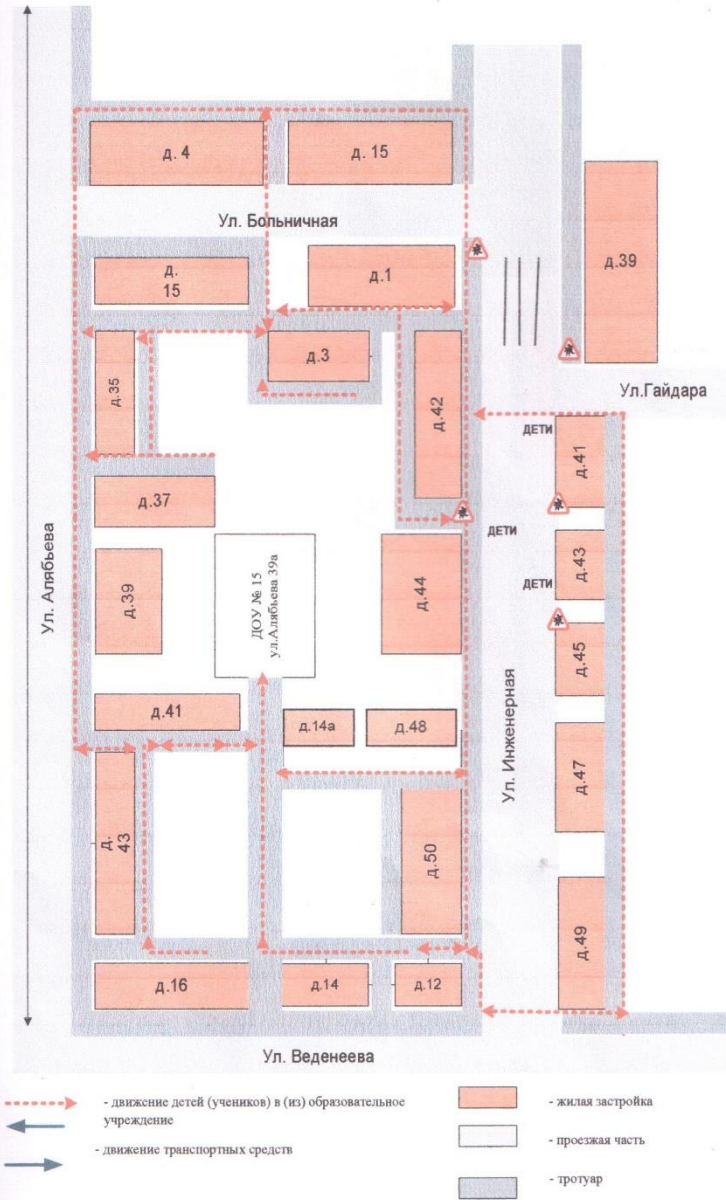 д. 4
д. 15
Ул. Больничная
д.
15
д.1
д.39
д.3
д.35
д.42
Ул.Гайдара
ДЕТИ
д.41
д.37
ДЕТИ
Ул. Алябьева
д.39
ДОУ № 15
ул.Алябьева 39а
д.44
ДЕТИ
д.43
д.45
д.41
д.14а
д.48
Ул. Инженерная
д.47
д.
43
д.50
д.49
д.16
д.14
д.12
Ул. Веденеева
- движение детей (учеников) в (из) образовательное
учреждение
- движение транспортных средств
- жилая застройка
- проезжая часть
- тротуар